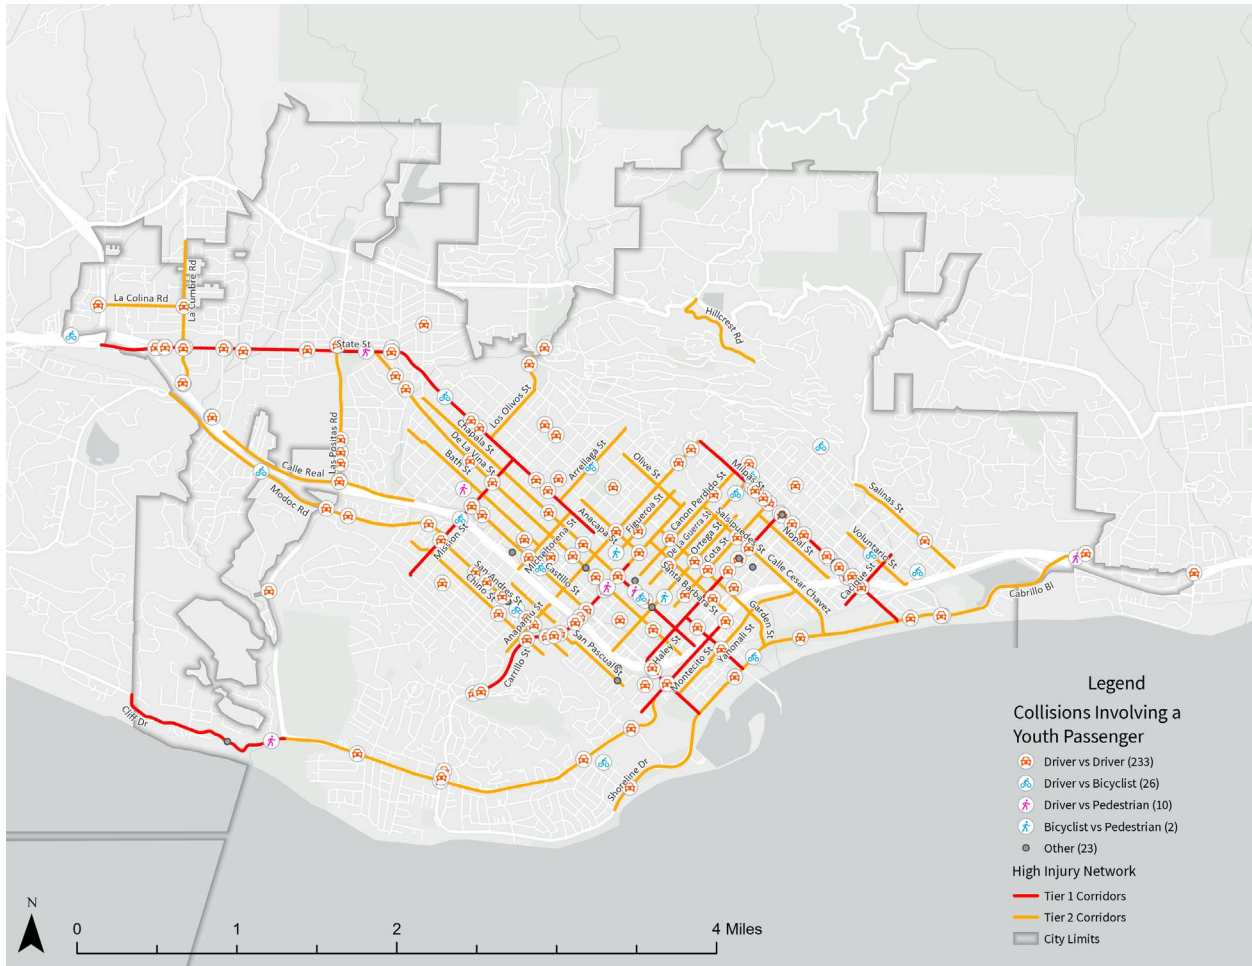 La Colina Rd
La Cumbre Rd
State St
Hillcrest Rd
Los Olivos St
Chapala St
De La Vina St
Bath St
Las Positas Rd
Calle Real
Modoc Rd
Mission St
Arrellaga St
Olive St
Milpas St
Anacapa St
Figueroa St
Canon Perdido St
De La Guerra St
Ortega St
Cota St
Salsipuedes St
Nopal St
Salinas St
Voluntario St
Cacique St
Calle Cesar Chavez
Micheltorena St
Castillo St
San Andres St
Chino St
Anapamu St
Santa Barbara St
Garden St
Yanonali St
Haley St
Montecito St
San Pascual St
Carrillo St
Cabrillo Bl
Cliff Dr
Shoreline Dr
Legend
Collisions Involving a
Youth Passenger
Driver vs Driver (233)
Driver vs Bicyclist (26)
Driver vs Pedestrian (10)
Bicyclist vs Pedestrian (2)
Other (23)
High Injury Network
Tier 1 Corridors
Tier 2 Corridors
City Limits
N
0 1 2 4 Miles